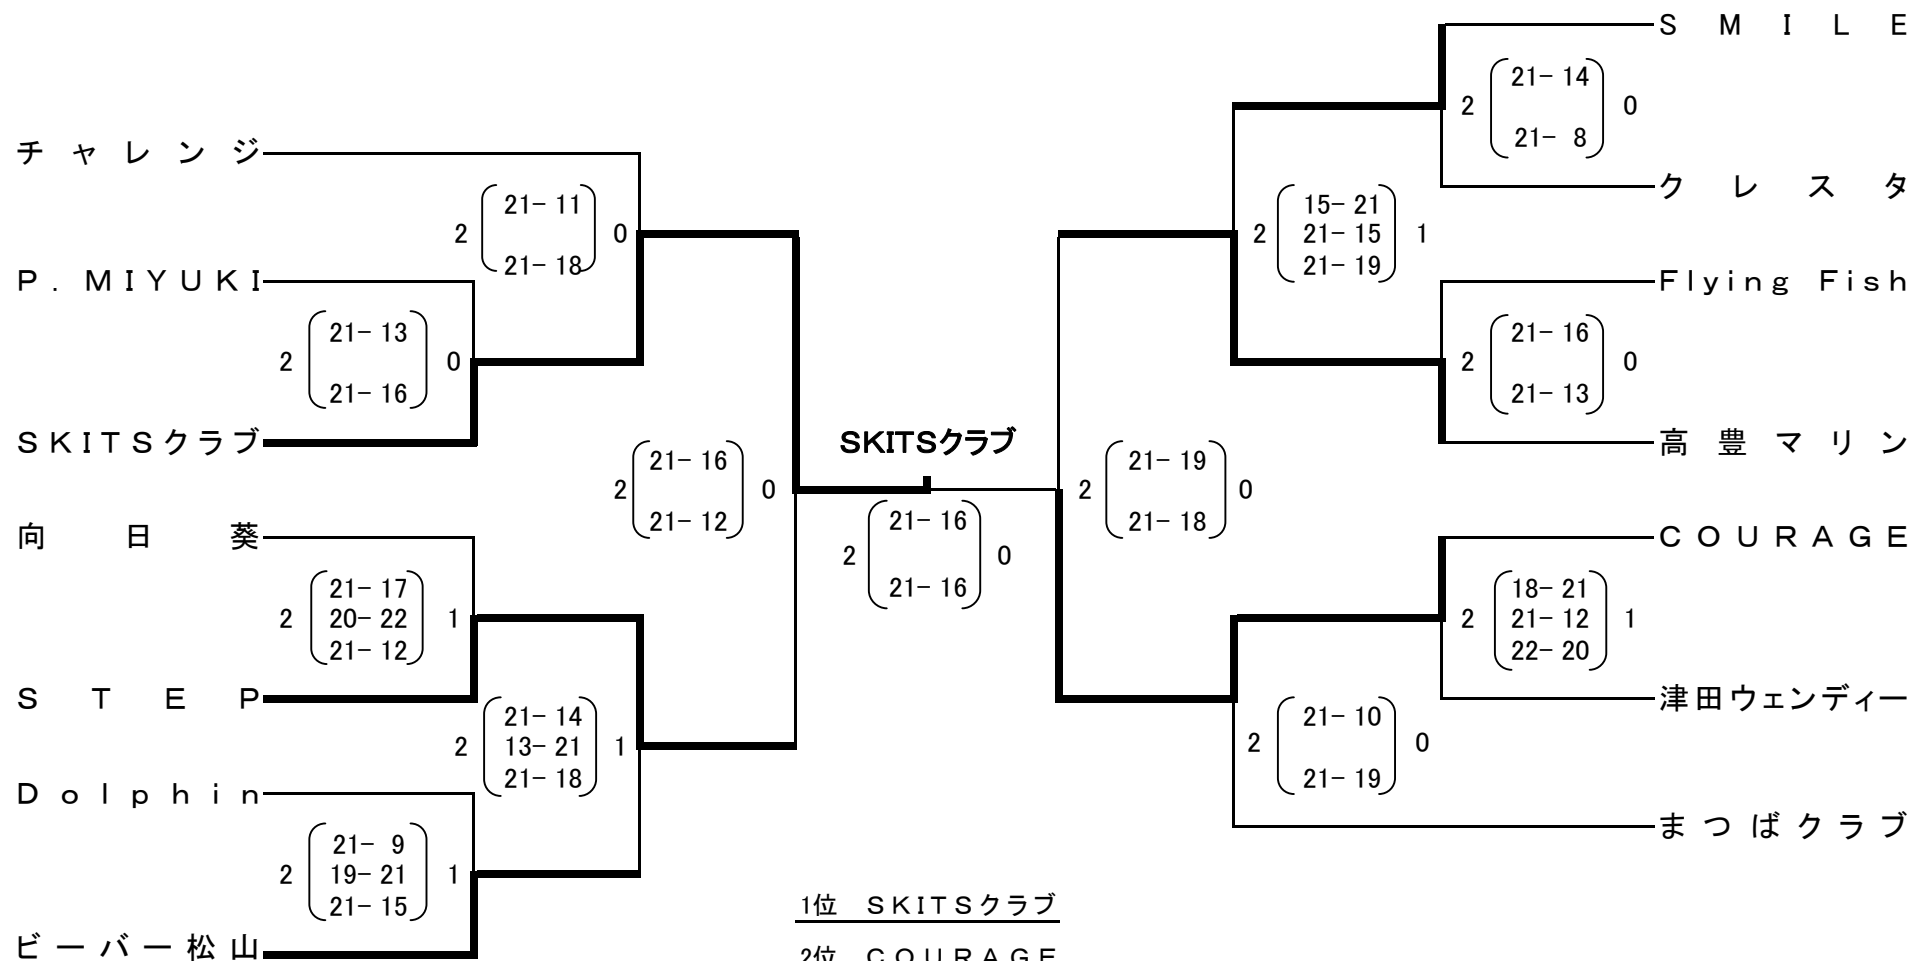 SMILE
2 21-14 0
21- 8
チャレンジ
クレスタ
2 21-11 0
21-18
2 15-21 1
21-15
21-19
P. MIYUKI
Flying Fish
2 21-13 0
21-16
2 21-16 0
21-13
SKITSクラブ
SKITSクラブ
高豊マリン
2 21-16 0
21-12
2 21-19 0
21-18
2 21-16 0
21-16
向日葵
COURAGE
2 21-17 1
20-22
21-12
2 18-21 1
21-12
22-20
STEP
津田ウェンディー
2 21-14 1
13-21
21-18
2 21-10 0
21-19
Dolphin
まつばクラブ
2 21- 9 1
19-21
21-15
1位 SKITSクラブ
ビーバー松山
2位 COURAGE